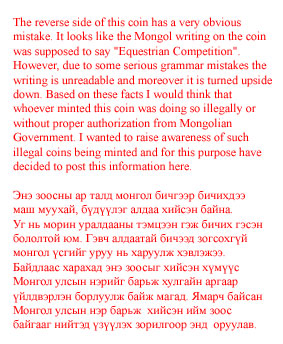 The reverse side of this coin has a very obvious
mistake. It looks like the Mongol writing on the coin
was supposed to say "Equestrian Competition".
However, due to some serious grammar mistakes the
writing is unreadable and moreover it is turned upside
down. Based on these facts I would think that
whoever minted this coin was doing so illegally or
without proper authorization from Mongolian
Government. I wanted to raise awareness of such
illegal coins being minted and for this purpose have
decided to post this information here.

Энэ зоосны ар талд монгол бичгээр бичихдээ
маш муухай, бүдүүлэг алдаа хийсэн байна.
Уг нь морин уралдааны тэмцээн гэж бичих гэсэн
бололтой юм. Гэвч алдаатай бичээд зогсохгүй
монгол үсгийг уруу нь харуулж хэвлэжээ.
Байдлаас харахад энэ зоосыг хийсэн хүмүүс
Монгол улсын нэрийг барьж хулгайн аргаар
үйлдвэрлэн борлуулж байж магад. Ямарч байсан
Монгол улсын нэр барьж хийсэн ийм зоос
байгааг нийтэд үзүүлэх зорилгоор энд оруулав.